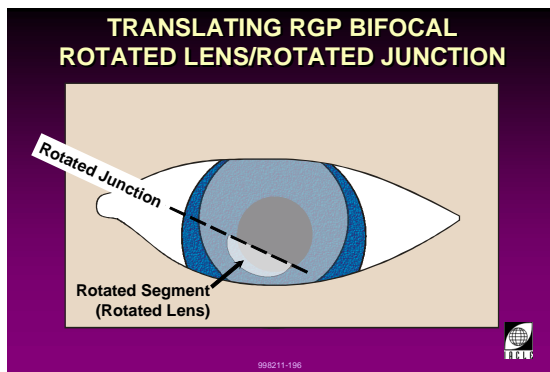 TRANSLATING RGP BIFOCAL
ROTATED LENS/ROTATED JUNCTION
Rotated Junction
Rotated Segment
(Rotated Lens)
IACLE
998211-196